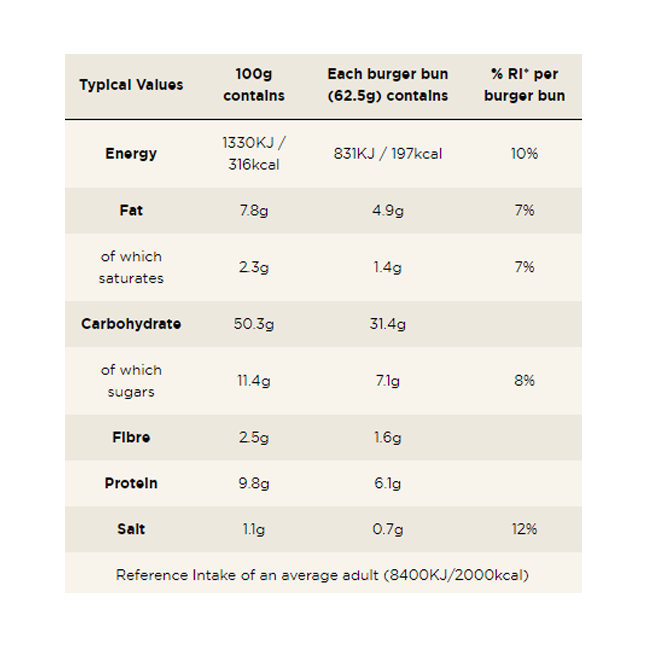 Typical Values 100g contains Each burger bun (62.5g) contains % RI* per burger bun
Energy 1330KJ / 316kcal 831KJ / 197kcal 10%
Fat 7.8g 4.9g 7%
of which saturates 2.3g 1.4g 7%
Carbohydrate 50.3g 31.4g
of which sugars 11.4g 7.1g 8%
Fibre 2.5g 1.6g
Protein 9.8g 6.1g
Salt 1.1g 0.7g 12%
Reference Intake of an average adult (8400KJ/2000kcal)